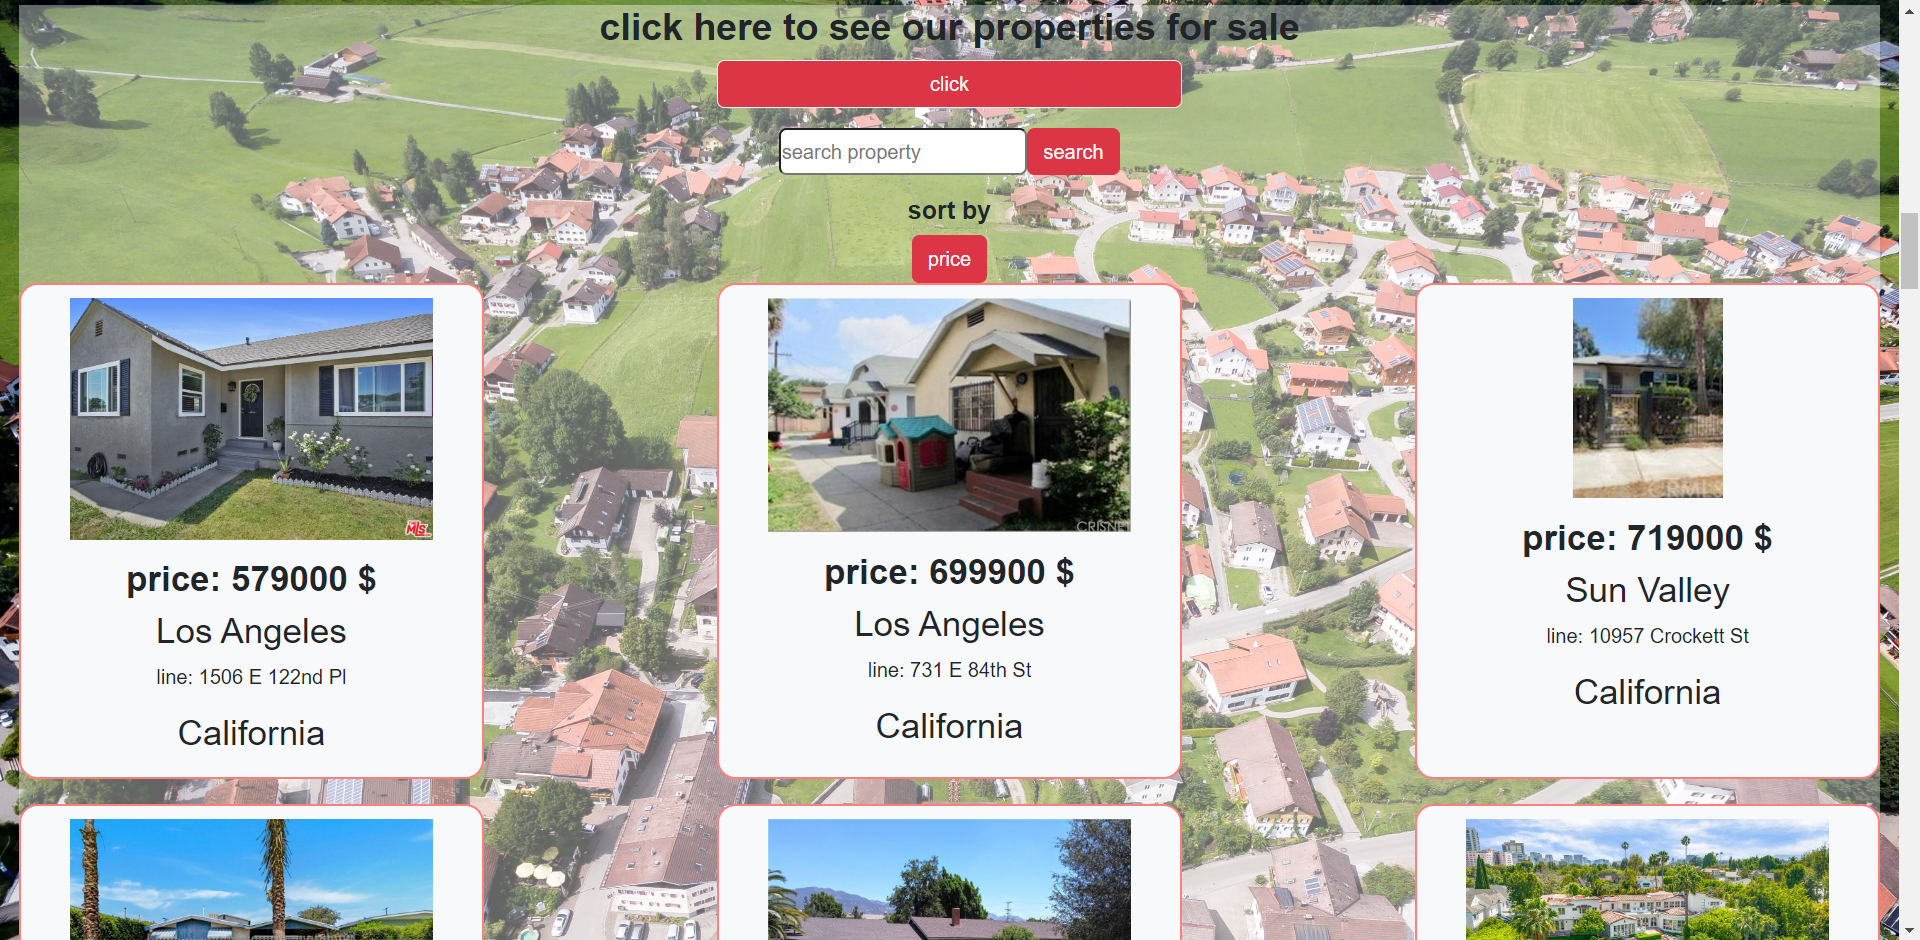 click here to see our properties for sale
click
search property
search
sort by
price
MLS
price: 579000 $
Los Angeles
line: 1506 E 122nd Pl
California
CRISNET
price: 699900 $
Los Angeles
line: 731 E 84th St
California
CRMLS
price: 719000 $
Sun Valley
line: 10957 Crockett St
California